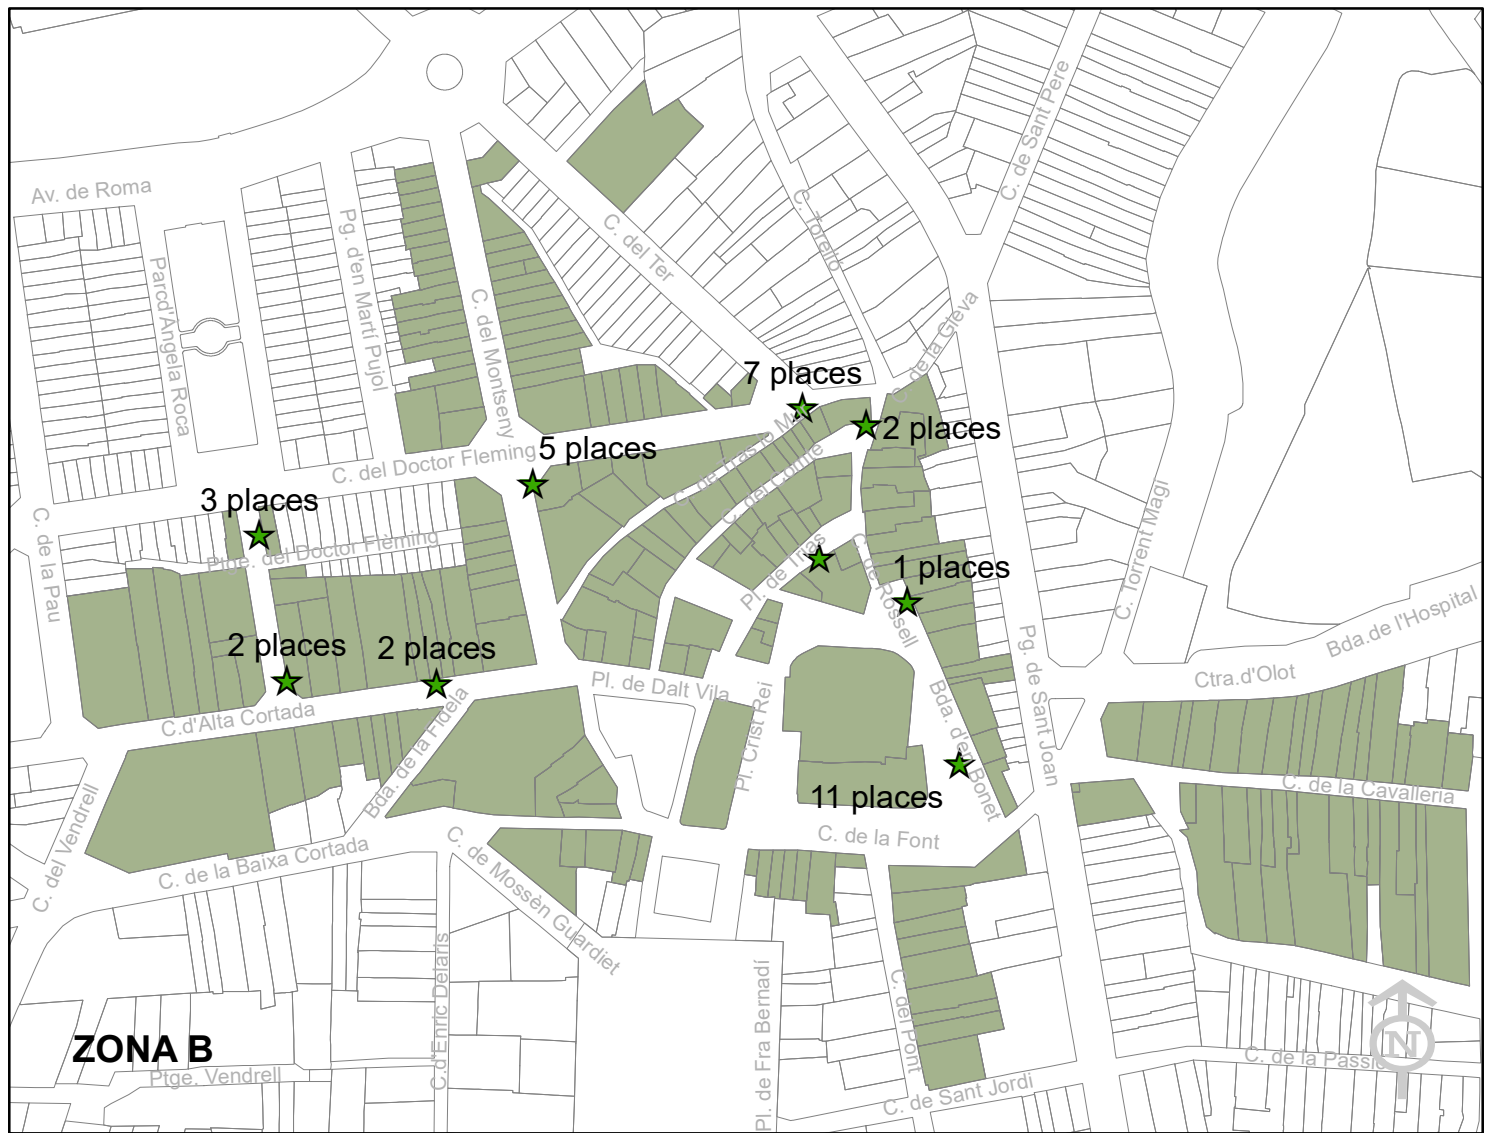 Av. de Roma
Parcd'Àngela Roca
Pg. d'en Martí Pujol
C. del Montseny
C. del Ter
C. Torelló
C. de Sant Pere
C. de la Gleva
7 places
2 places
5 places
C. del Doctor Fleming
3 places
Ptge. del Doctor Flèming
C. de la Pau
C. del Comte
Pl. de Trias
C. de Rossell
1 places
C. Torrent Magí
Bda.de l'Hospital
Ctra.d'Olot
Pg. de Sant Joan
2 places
2 places
C.d'Alta Cortada
Bda. de la Fidela
Pl. de Dalt Vila
Pl. Crist Rei
Bda. d'en Bonet
11 places
C. de la Font
C. de la Cavalleria
C. del Vendrell
C. de la Baixa Cortada
C. de Mossèn Guardiet
C.d'Enric Delaris
Pl. de Fra Bernadí
C. del Pont
C. de Sant Jordi
C. de la Passi
ZONA B
Ptge. Vendrell
N